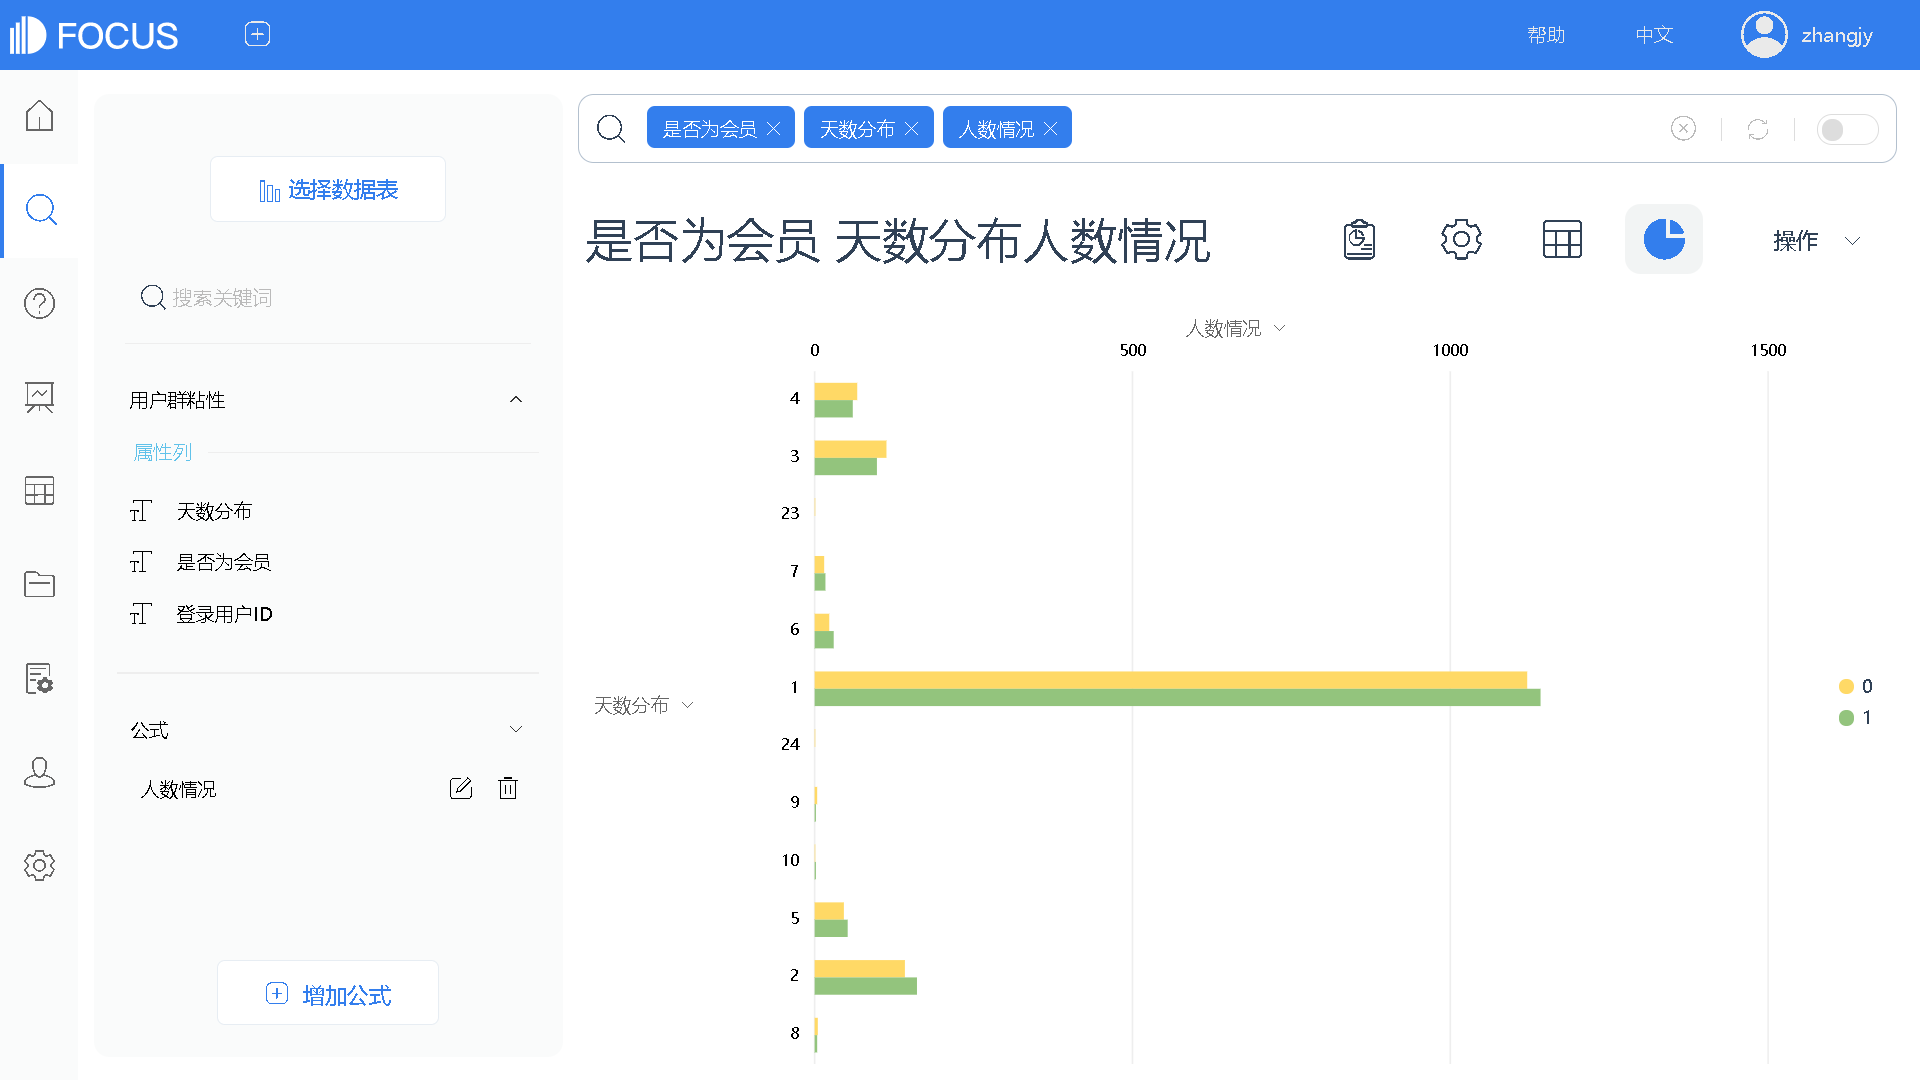 FOCUS
帮助
中文
zhangjy
选择数据表
搜索关键词
用户群粘性
属性列
天数分布
是否为会员
登录用户ID
公式
人数情况
增加公式
是否为会员 天数分布 人数情况
是否为会员 天数分布人数情况
操作
人数情况
0 500 1000 1500
天数分布
4
3
23
7
6
1
24
9
10
5
2
8
0
1